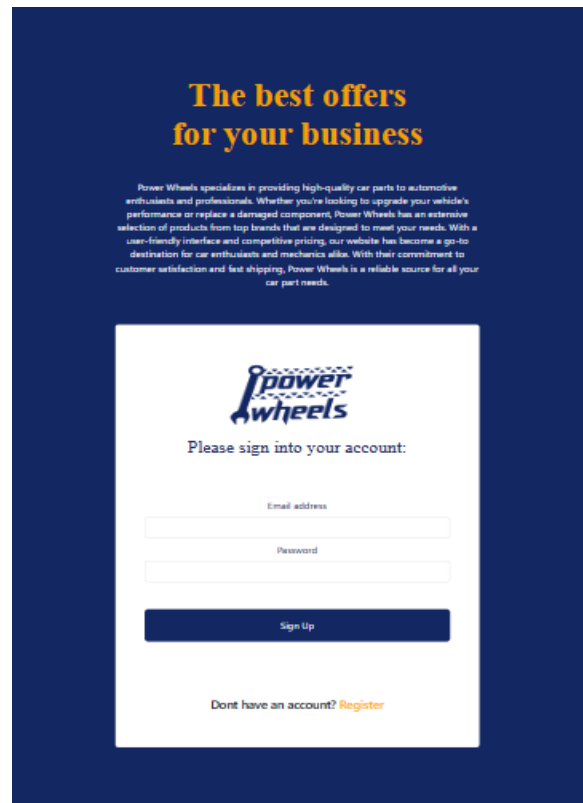 The best offers
for your business
Power Wheels specializes in providing high-quality car parts to automotive
enthusiasts and professionals. Whether you're looking to upgrade your vehicle's
performance or replace a damaged component, Power Wheels has an extensive
selection of products from top brands that are designed to meet your needs. With a
user-friendly interface and competitive pricing, our website has become a go-to
destination for car enthusiasts and mechanics alike. With their commitment to
customer satisfaction and fast shipping, Power Wheels is a reliable source for all your
car part needs.
power
wheels
Please sign into your account:
Email address
Password
Sign Up
Dont have an account? Register